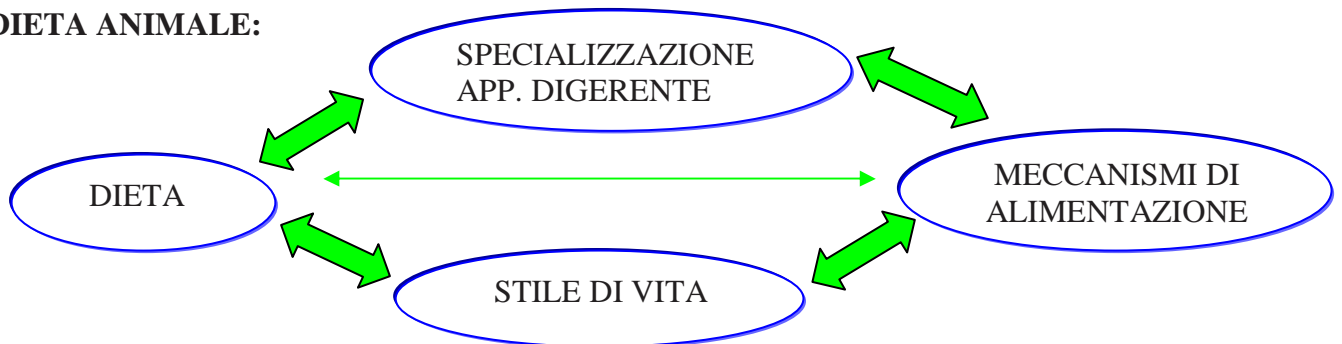 DIETA ANIMALE:
SPECIALIZZAZIONE
APP. DIGERENTE
DIETA
MECCANISMI DI
ALIMENTAZIONE
STILE DI VITA